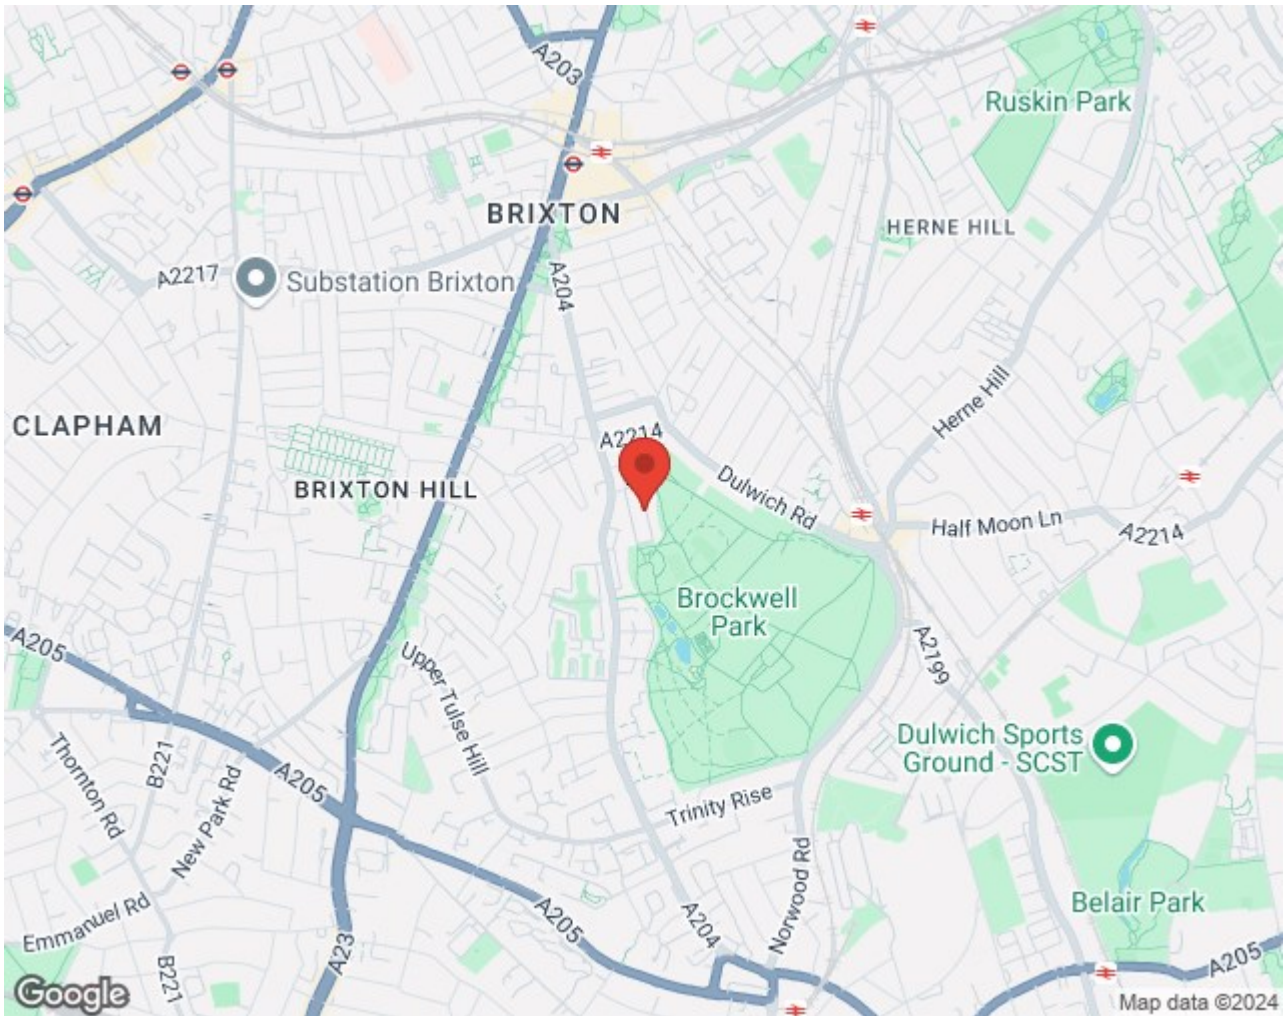 A203
Ruskin Park
BRIXTON
HERNE HILL
A2217
Substation Brixton
A204
CLAPHAM
Herne Hill
A2214
BRIXTON HILL
Dulwich Rd
Half Moon Ln
A2214
Brockwell
Park
A205
Upper Tulse Hill
A2199
Dulwich Sports
Ground - SCST
Thornton Rd
B221
A205
New Park Rd
Trinity Rise
Norwood Rd
Emmanuel Rd
A205
A204
Belair Park
A23
B221
A205
Google
Map data ©2024